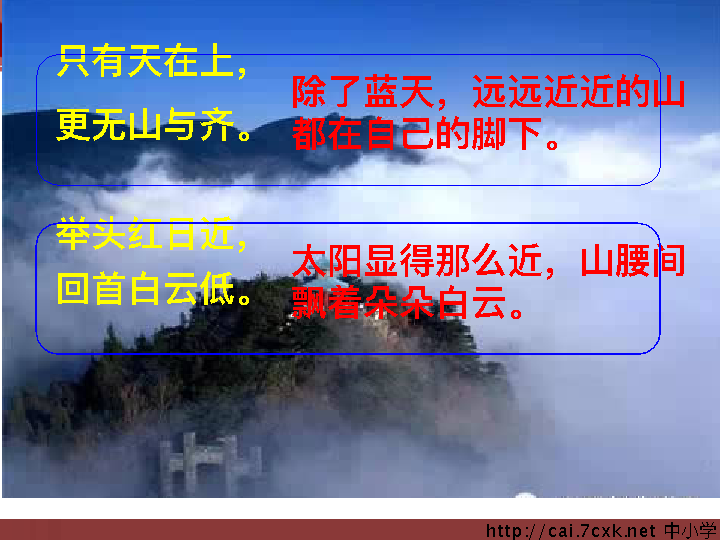 只有天在上，
更无山与齐。
除了蓝天，远远近近的山
都在自己的脚下。
举头红日近，
回首白云低。
太阳显得那么近，山腰间
飘着朵朵白云。
http://cai.7cxk.net 中小学